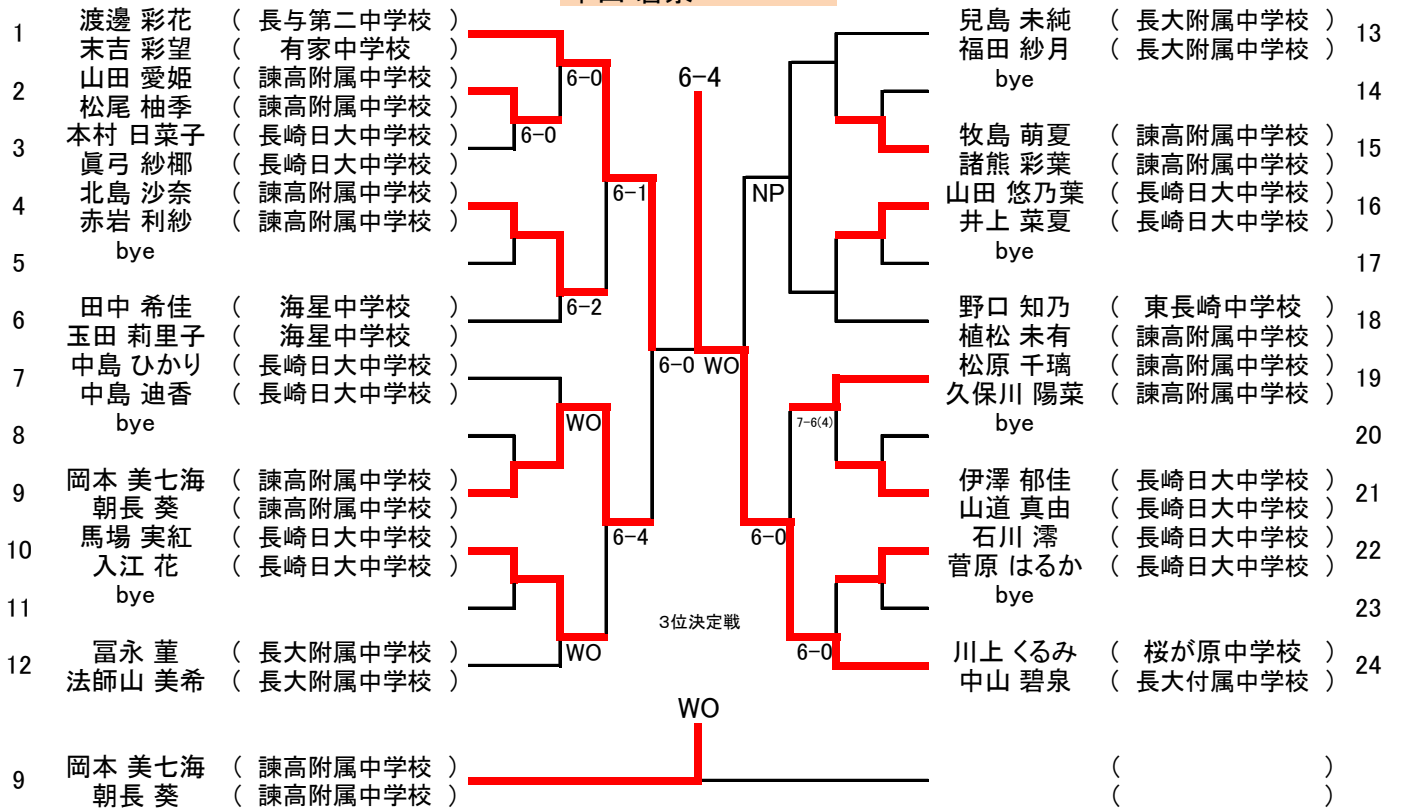 1 渡邉 彩花 ( 長与第二中学校 )
末吉 彩望 ( 有家中学校 )
2 山田 愛姫 ( 諫高附属中学校 )
松尾 柚季 ( 諫高附属中学校 )
3 本村 日菜子 ( 長崎日大中学校 )
眞弓 紗椰 ( 長崎日大中学校 )
4 北島 沙奈 ( 諫高附属中学校 )
赤岩 利紗 ( 諫高附属中学校 )
5 bye
6 田中 希佳 ( 海星中学校 )
玉田 莉里子 ( 海星中学校 )
7 中島 ひかり ( 長崎日大中学校 )
中島 迪香 ( 長崎日大中学校 )
8 bye
9 岡本 美七海 ( 諫高附属中学校 )
朝長 葵 ( 諫高附属中学校 )
10 馬場 実紅 ( 長崎日大中学校 )
入江 花 ( 長崎日大中学校 )
11 bye
12 冨永 菫 ( 長大附属中学校 )
法師山 美希 ( 長大附属中学校 )
6-0
6-0
6-1
6-2
WO
6-4
WO
6-0
6-4
WO
NP
7-6(4)
6-0
6-0
兒島 未純 ( 長大附属中学校 ) 13
福田 紗月 ( 長大附属中学校 )
bye 14
牧島 萌夏 ( 諫高附属中学校 ) 15
諸熊 彩葉 ( 諫高附属中学校 )
山田 悠乃葉 ( 長崎日大中学校 ) 16
井上 菜夏 ( 長崎日大中学校 )
bye 17
野口 知乃 ( 東長崎中学校 ) 18
植松 未有 ( 諫高附属中学校 )
松原 千璃 ( 諫高附属中学校 ) 19
久保川 陽菜 ( 諫高附属中学校 )
bye 20
伊澤 郁佳 ( 長崎日大中学校 ) 21
山道 真由 ( 長崎日大中学校 )
石川 澪 ( 長崎日大中学校 ) 22
菅原 はるか ( 長崎日大中学校 )
bye 23
川上 くるみ ( 桜が原中学校 ) 24
中山 碧泉 ( 長大付属中学校 )
3位決定戦
WO
9 岡本 美七海 ( 諫高附属中学校 ) ( )
朝長 葵 ( 諫高附属中学校 ) ( )